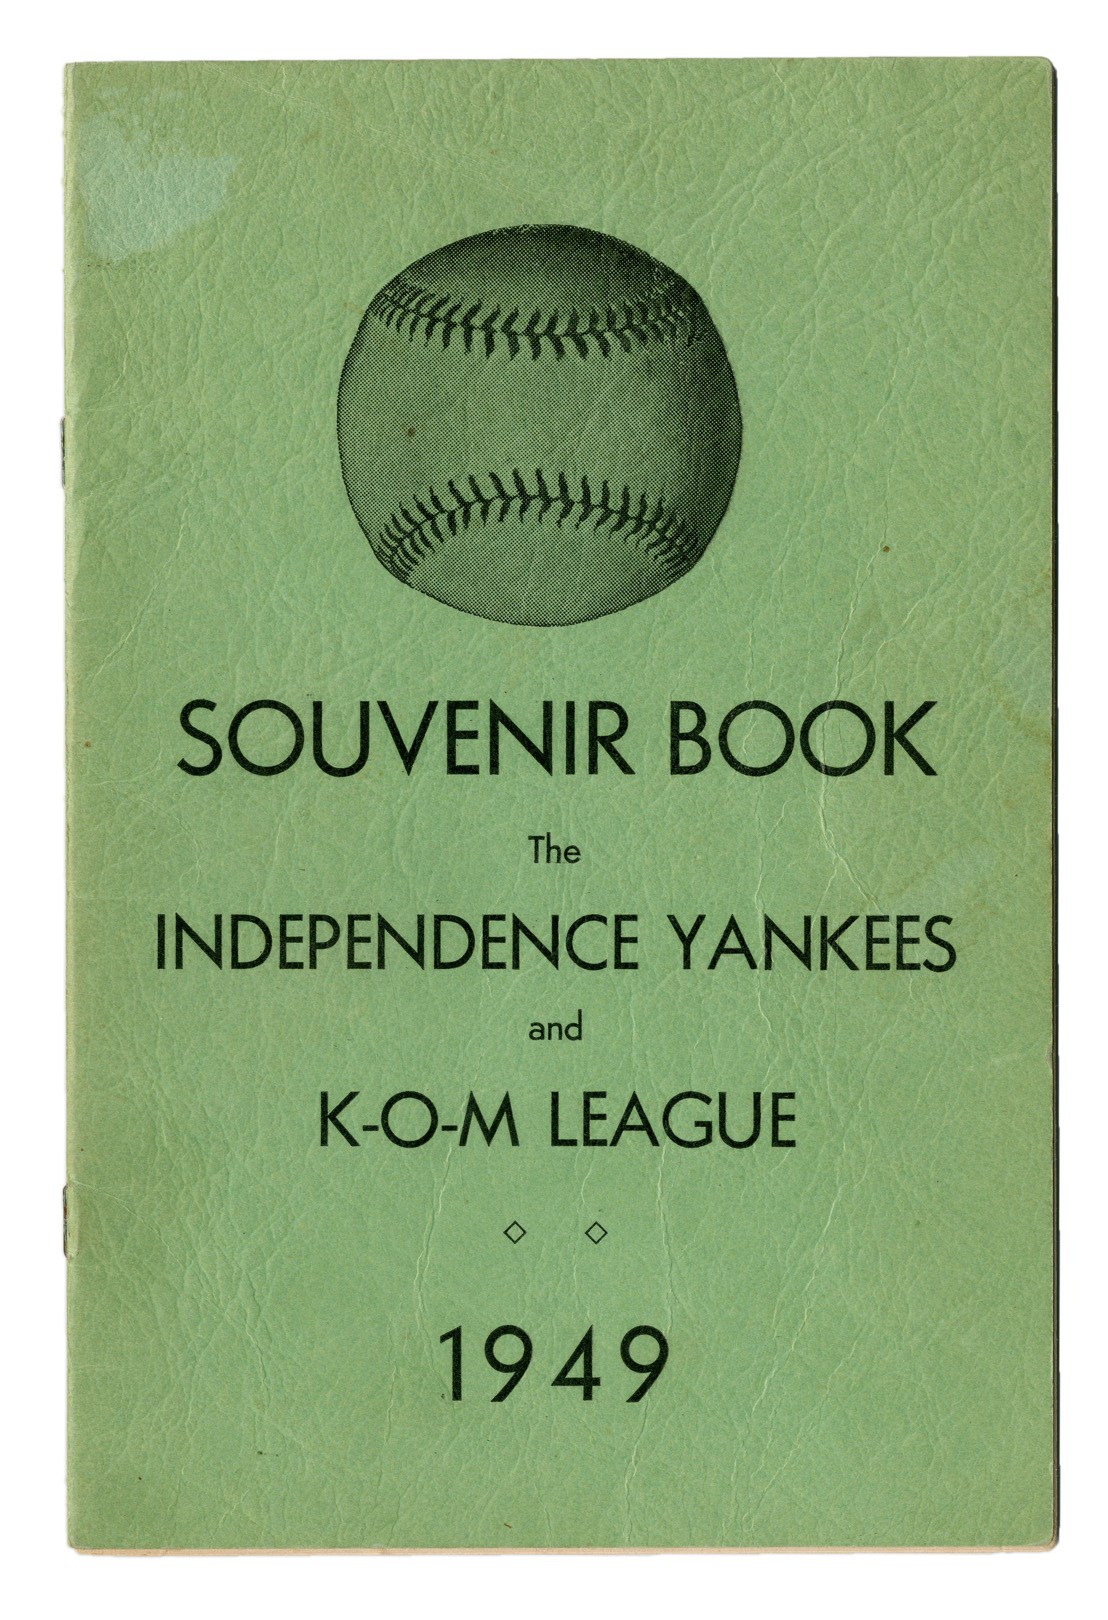 SOUVENIR BOOK
The
INDEPENDENCE YANKEES
and
K-O-M LEAGUE
1949